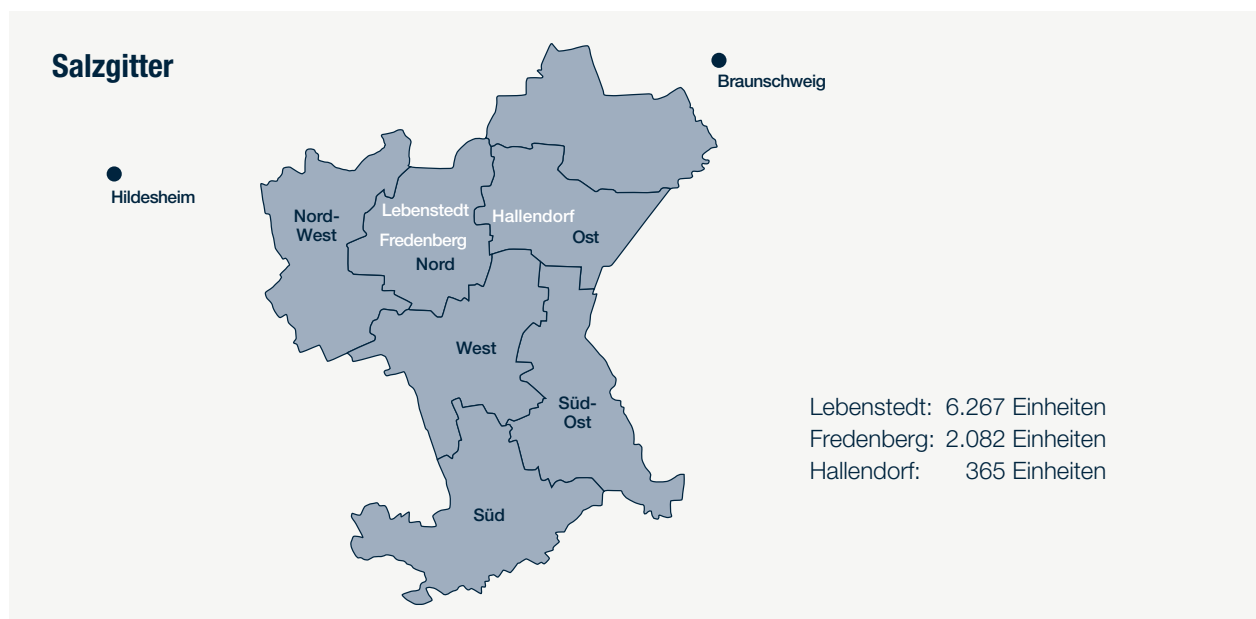 Salzgitter
Braunschweig
Hildesheim
Nord-
West
Lebenstedt
Fredenberg
Nord
Hallendorf
Ost
West
Süd-
Ost
Süd
Lebenstedt: 6.267 Einheiten
Fredenberg: 2.082 Einheiten
Hallendorf: 365 Einheiten